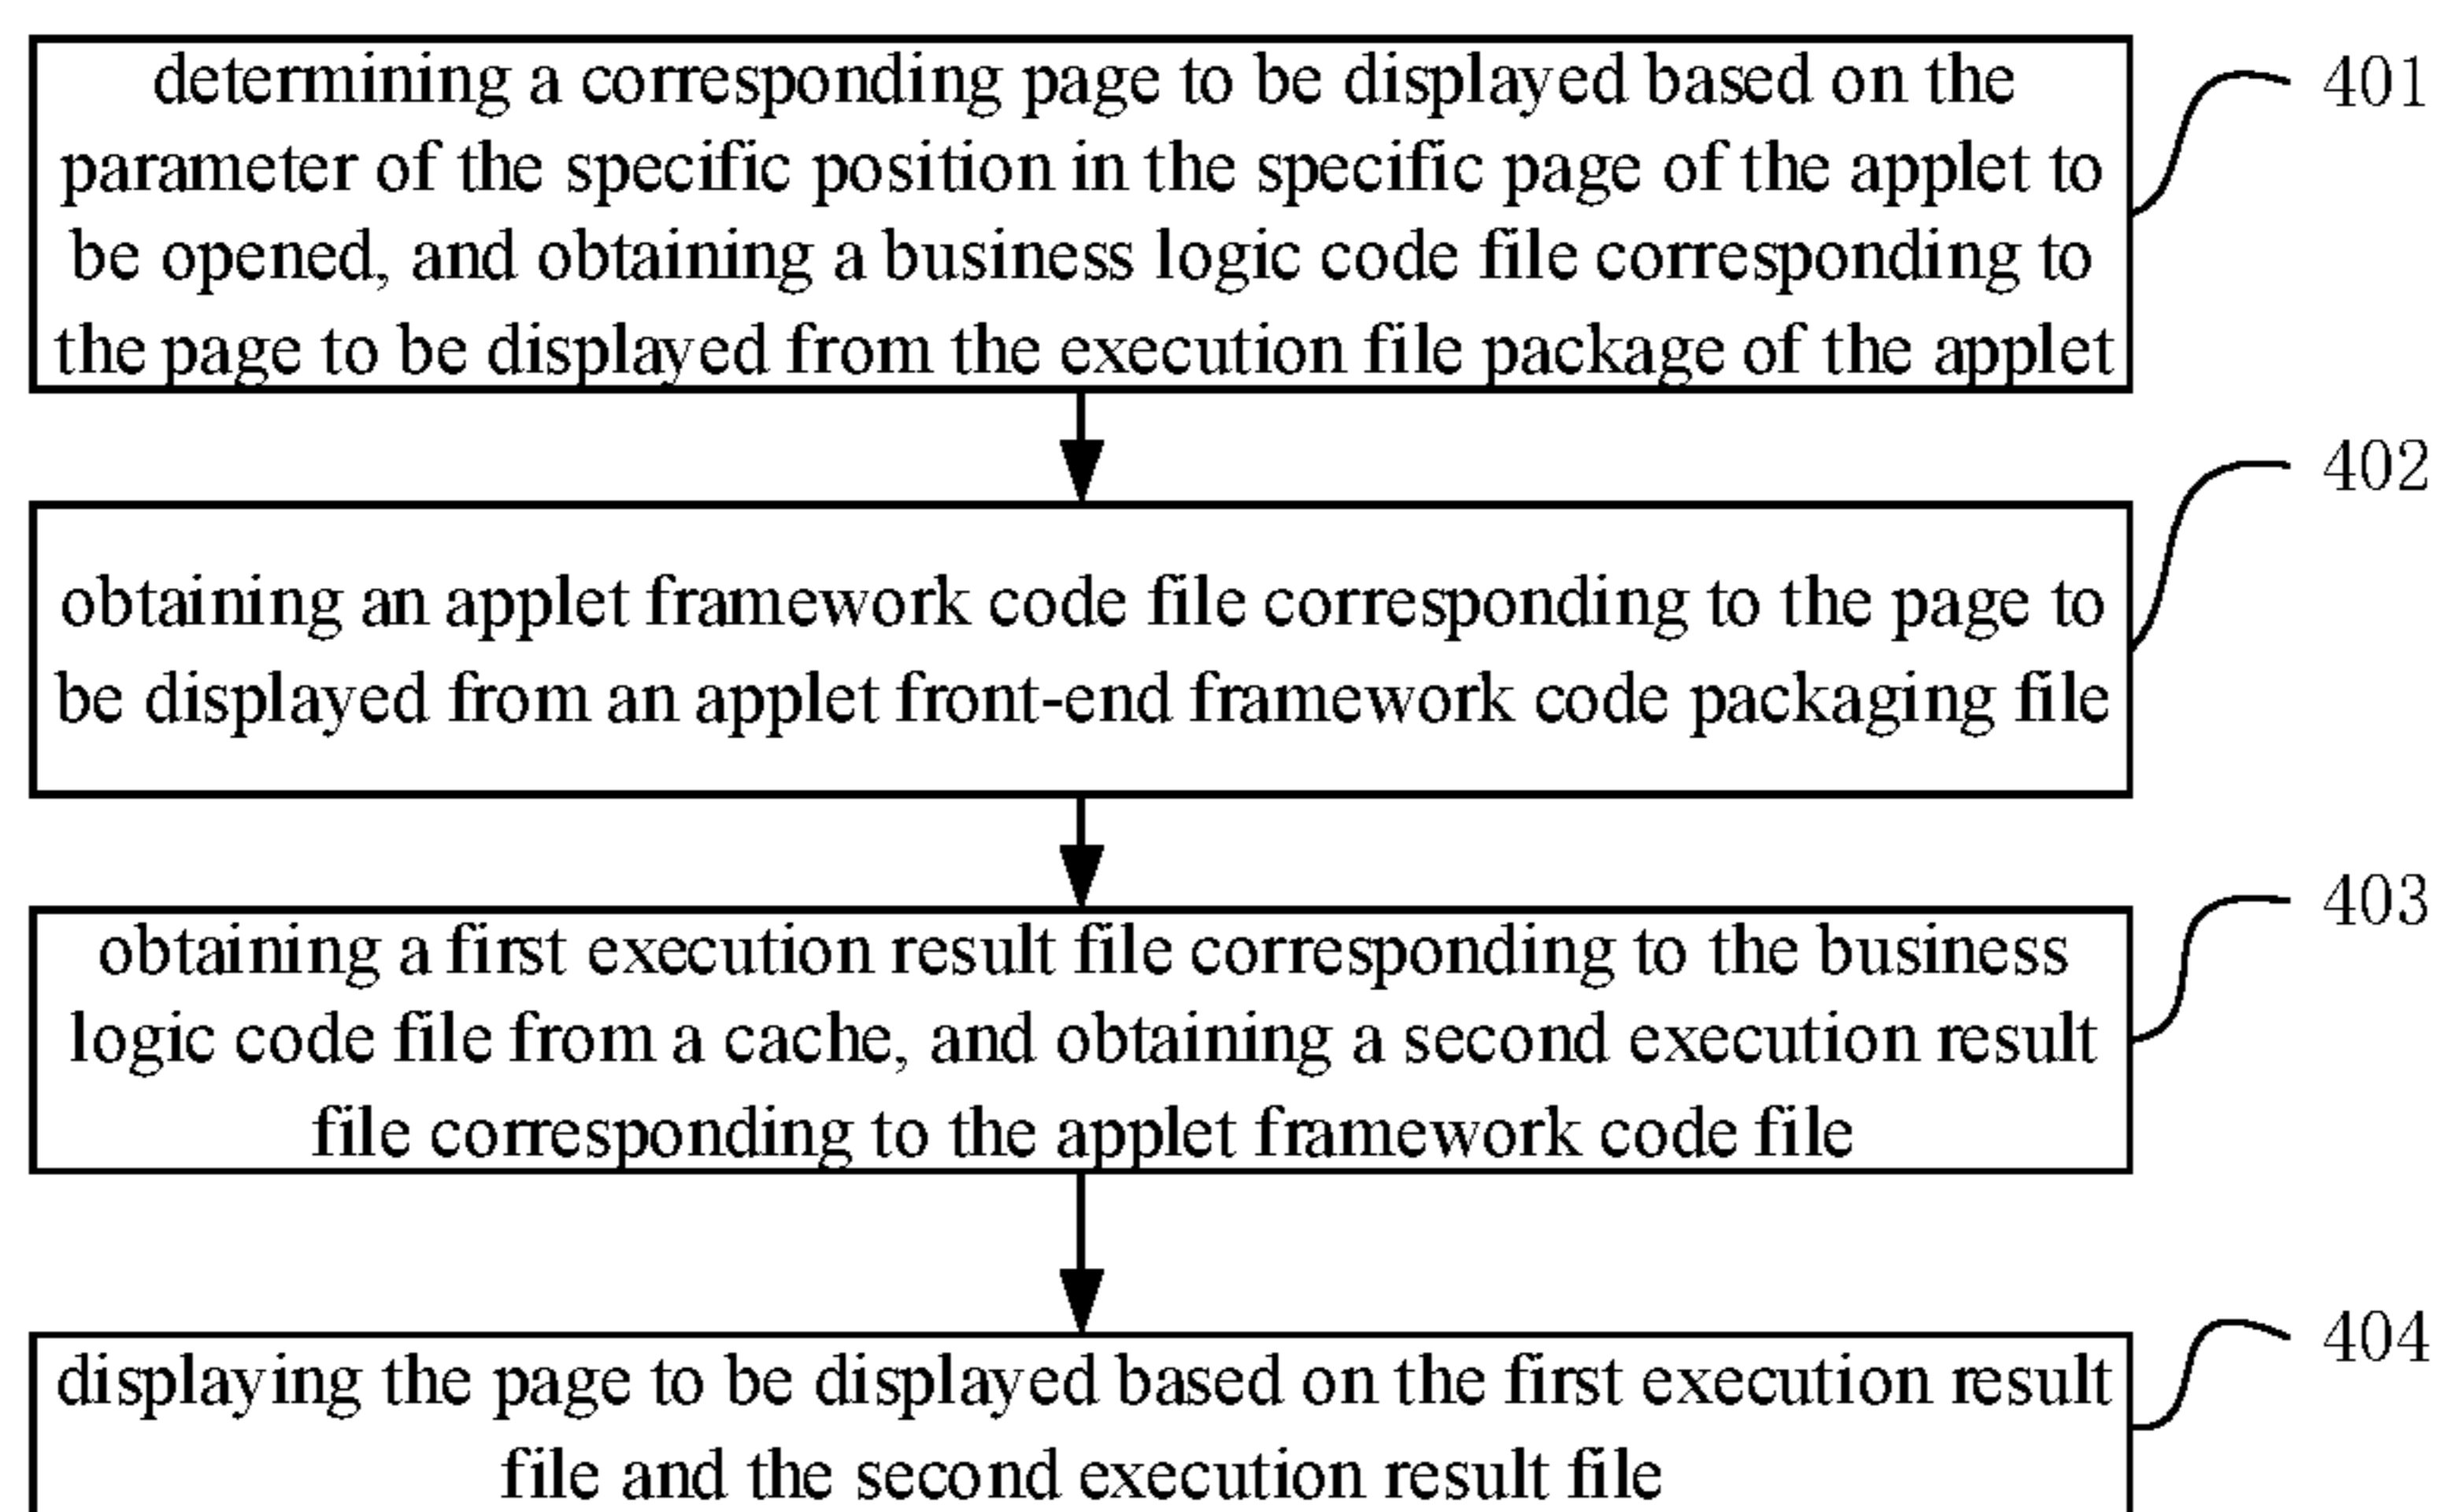 determining a corresponding page to be displayed based on the
401
parameter of the specific position in the specific page of the applet to
be opened, and obtaining a business logic code file corresponding to
the page to be displayed from the execution file package of the applet
402
obtaining an applet framework code file corresponding to the page to
be displayed from an applet front-end framework code packaging file
403
obtaining a first execution result file corresponding to the business
logic code file from a cache, and obtaining a second execution result
file corresponding to the applet framework code file
404
displaying the page to be displayed based on the first execution result
file and the second execution result file